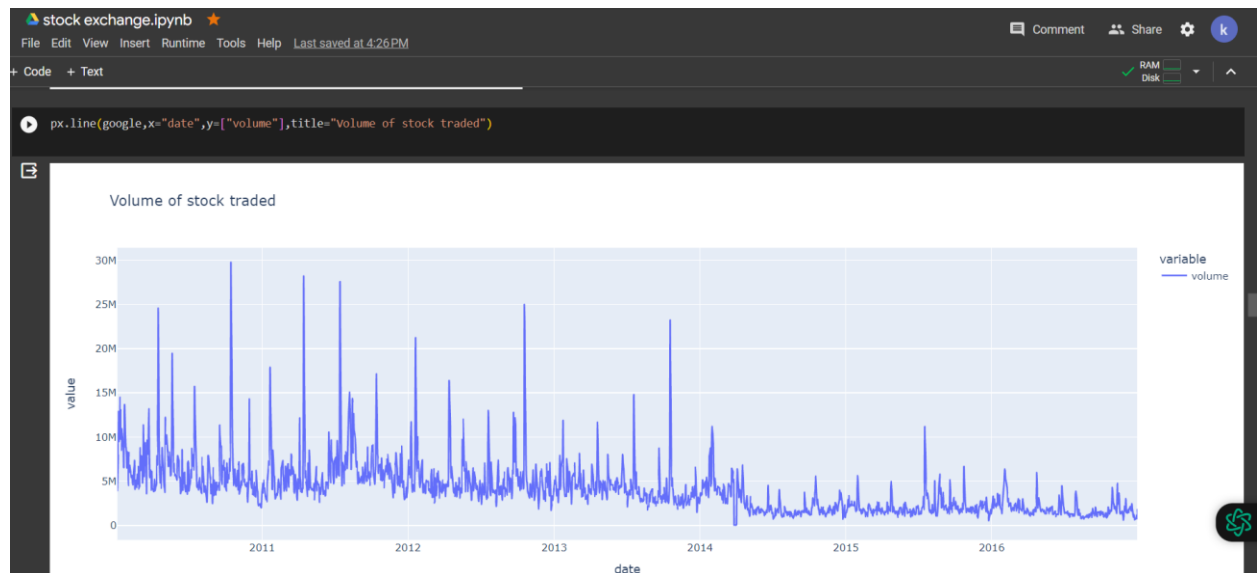 stock exchange.ipynb
Comment Share k
File Edit View Insert Runtime Tools Help Last saved at 4:26 PM
+ Code + Text
RAM
Disk
px.line(google,x="date",y=["volume"],title="Volume of stock traded")
Volume of stock traded
30M
25M
20M
15M
10M
5M
0
value
variable
volume
2011 2012 2013 2014 2015 2016
date